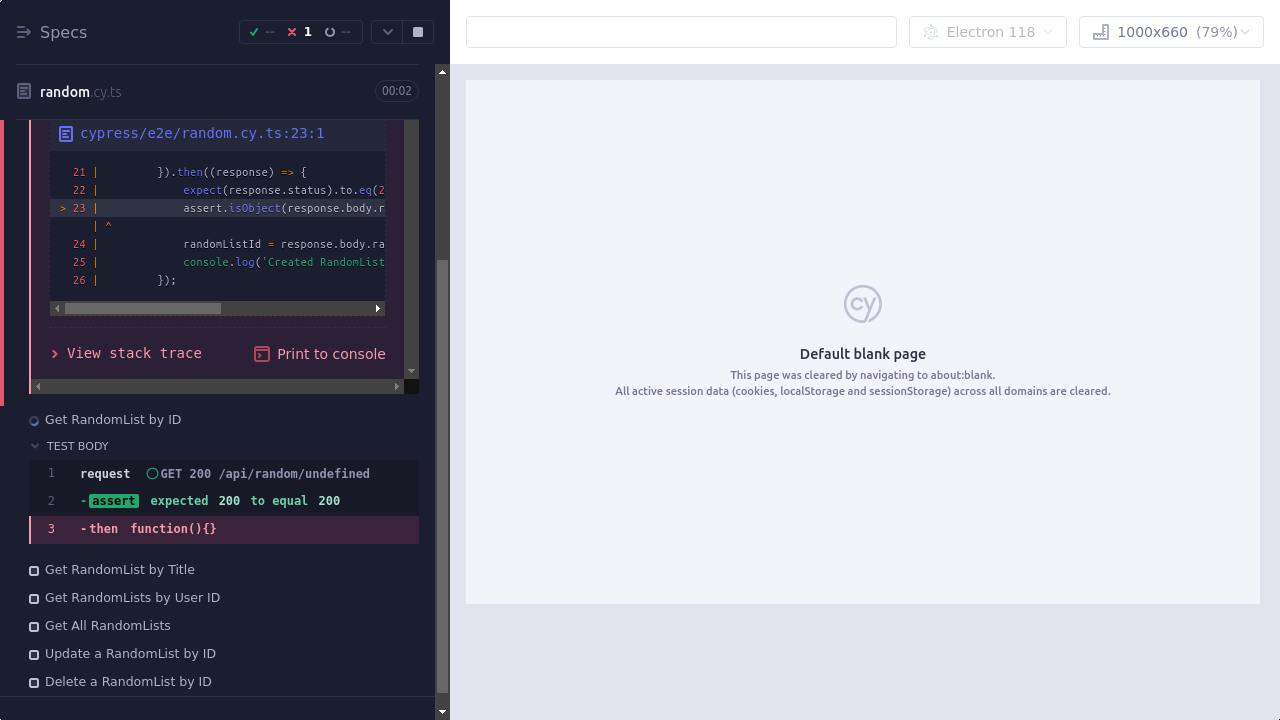 Specs
-- 1 --
Electron 118
1000x660 (79%)
random.cy.ts
00:02
cypress/e2e/random.cy.ts:23:1
21 | }).then((response) => {
22 | expect(response.status).to.eq(2
> 23 | assert.isObject(response.body.r
| ^
24 | randomListId = response.body.ra
25 | console.log('Created RandomList
26 | });
View stack trace
Print to console
Get RandomList by ID
TEST BODY
1 request GET 200 /api/random/undefined
2 -assert expected 200 to equal 200
3 -then function(){}
Get RandomList by Title
Get RandomLists by User ID
Get All RandomLists
Update a RandomList by ID
Delete a RandomList by ID
cy
Default blank page
This page was cleared by navigating to about:blank.
All active session data (cookies, localStorage and sessionStorage) across all domains are cleared.